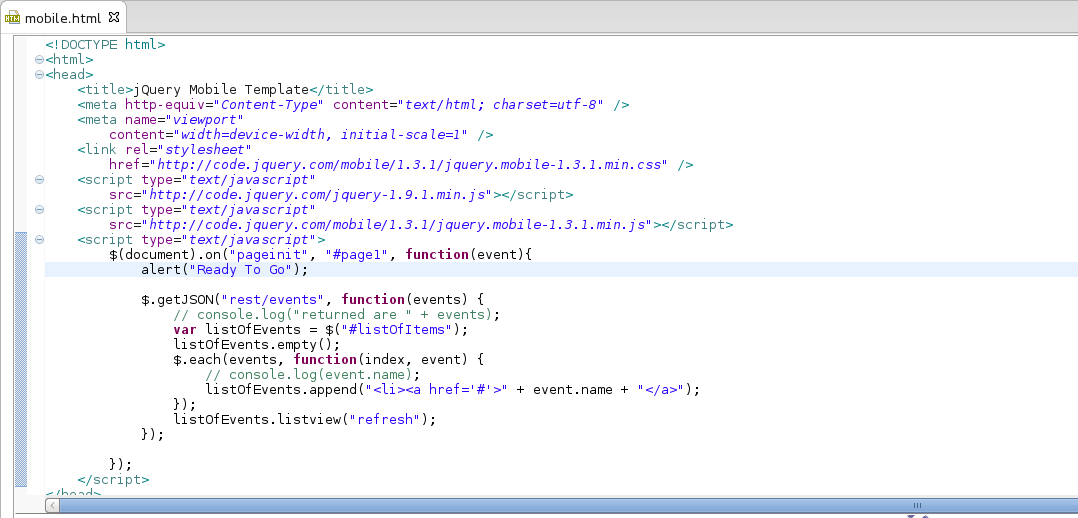 mobile.html
<!DOCTYPE html>
<html>
<head>
    <title>jQuery Mobile Template</title>
    <meta http-equiv="Content-Type" content="text/html; charset=utf-8" />
    <meta name="viewport"
        content="width=device-width, initial-scale=1" />
    <link rel="stylesheet"
        href="http://code.jquery.com/mobile/1.3.1/jquery.mobile-1.3.1.min.css" />
    <script type="text/javascript"
        src="http://code.jquery.com/jquery-1.9.1.min.js"></script>
    <script type="text/javascript"
        src="http://code.jquery.com/mobile/1.3.1/jquery.mobile-1.3.1.min.js"></script>
    <script type="text/javascript">
        $(document).on("pageinit", "#page1", function(event){
            alert("Ready To Go");
            $.getJSON("rest/events", function(events) {
                // console.log("returned are " + events);
                var listOfEvents = $("#listOfItems");
                listOfEvents.empty();
                $.each(events, function(index, event) {
                    // console.log(event.name);
                    listOfEvents.append("<li><a href='#'>" + event.name + "</a>");
                });
                listOfEvents.listview("refresh");
            });
        });
    </script>
</head>